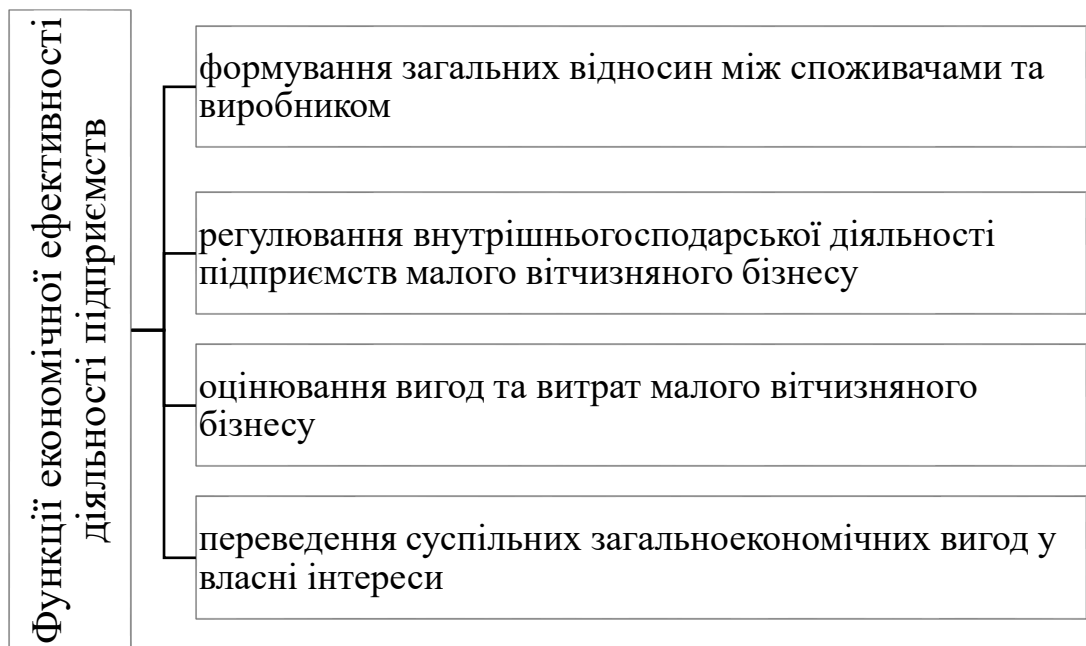 Функції економічної ефективності
діяльності підприємств
формування загальних відносин між споживачами та
виробником
регулювання внутрішньогосподарської діяльності
підприємств малого вітчизняного бізнесу
оцінювання вигод та витрат малого вітчизняного
бізнесу
переведення суспільних загальноекономічних вигод у
власні інтереси